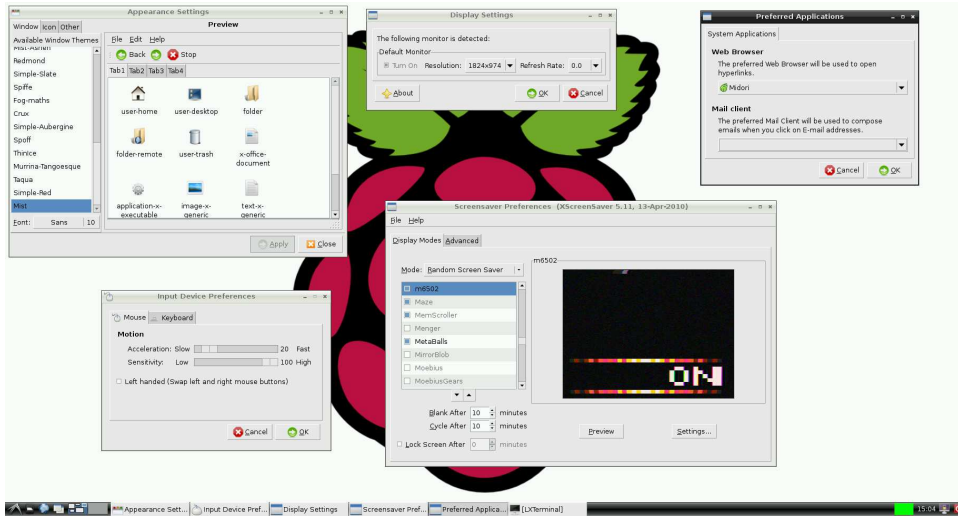 Appearance Settings
Window Icon Other
Preview
Available Window Themes
Mist-Ashen
Redmond
Simple-Slate
Spiffe
Fog-maths
Crux
Simple-Aubergine
Spoff
ThinIce
Murrina-Tangoesque
Taqua
Simple-Red
Mist
Font: Sans 10
File Edit Help
Back Stop
Tab1 Tab2 Tab3 Tab4
user-home user-desktop folder
folder-remote user-trash x-office-
document
application-x- image-x- text-x-
executable generic generic
Apply Close
Display Settings
The following monitor is detected:
Default Monitor
Turn On Resolution: 1824x974 Refresh Rate: 0.0
About OK Cancel
Preferred Applications
System Applications
Web Browser
The preferred Web Browser will be used to open
hyperlinks.
Midori
Mail client
The preferred Mail Client will be used to compose
emails when you click on E-mail addresses.
Cancel OK
Screensaver Preferences (XScreenSaver 5.11, 13-Apr-2010)
File Help
Display Modes Advanced
Mode: Random Screen Saver
m6502
Maze
MemScroller
Menger
MetaBalls
MirrorBlob
Moebius
MoebiusGears
Blank After 10 minutes
Cycle After 10 minutes
Lock Screen After 0 minutes
m6502
ON
Preview Settings...
Input Device Preferences
Mouse Keyboard
Motion
Acceleration: Slow 20 Fast
Sensitivity: Low 100 High
Left handed (Swap left and right mouse buttons)
Cancel OK
Appearance Sett... Input Device Pref... Display Settings Screensaver Pref... Preferred Applica... [LXTerminal] 15:04